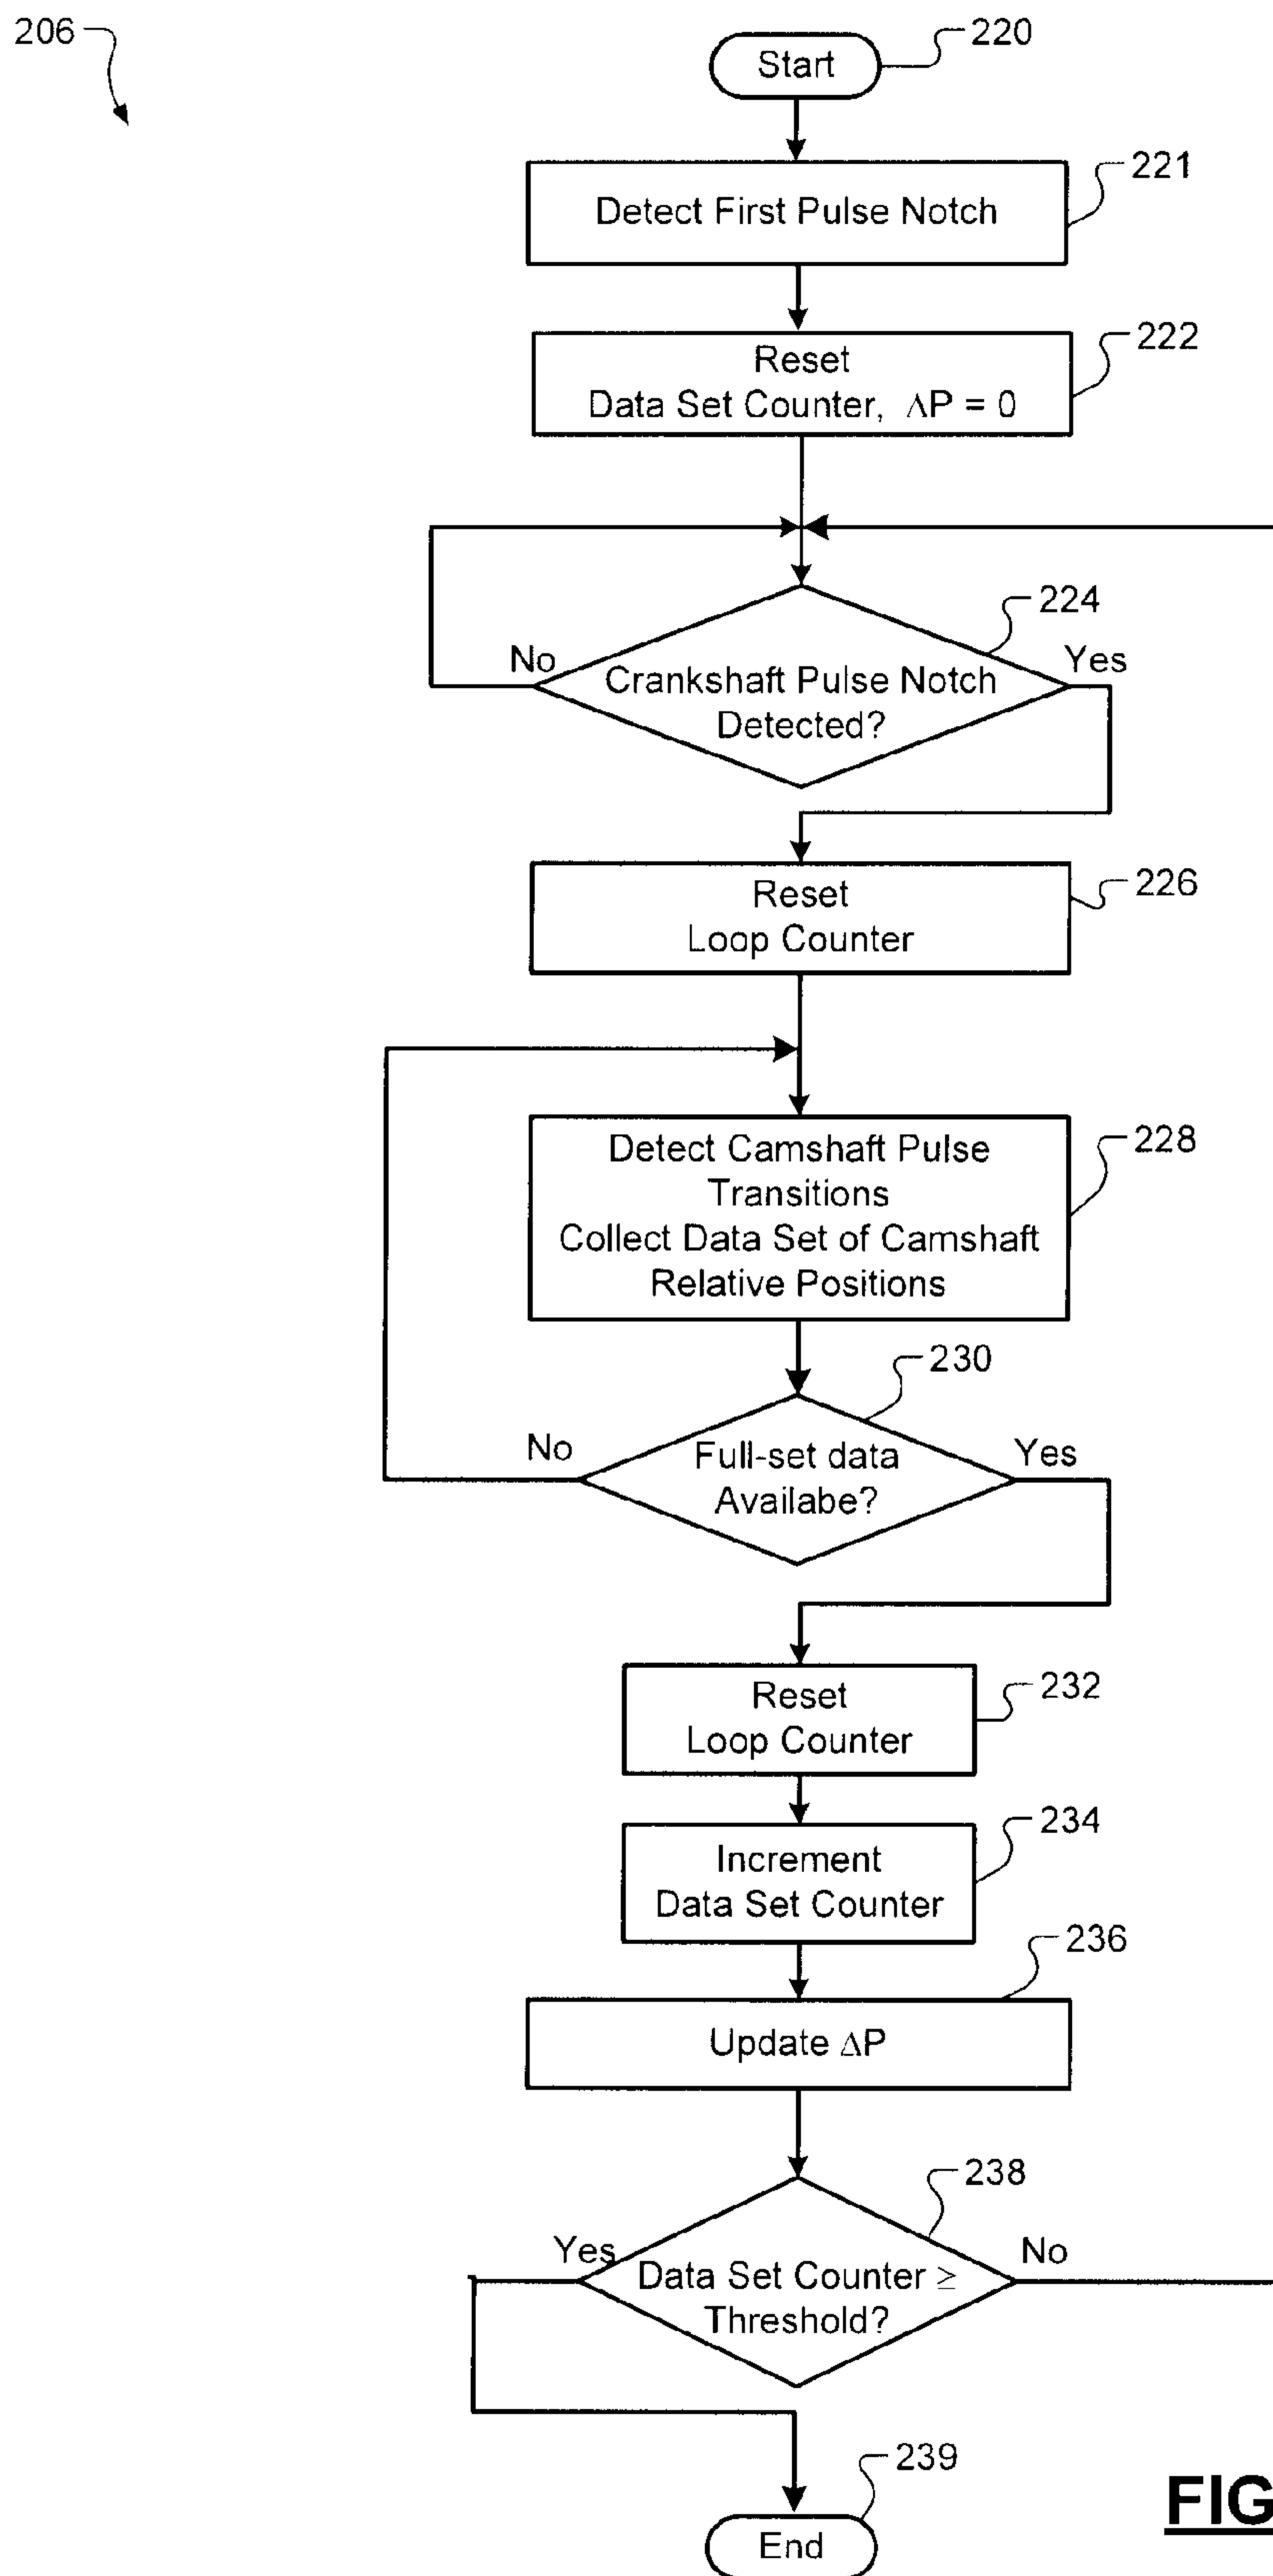 206
Start
220
Detect First Pulse Notch
221
Reset
Data Set Counter, ΔP = 0
222
224
No
Yes
Crankshaft Pulse Notch
Detected?
Reset
Loop Counter
226
Detect Camshaft Pulse
Transitions
Collect Data Set of Camshaft
Relative Positions
228
230
No
Yes
Full-set data
Availabe?
Reset
Loop Counter
232
Increment
Data Set Counter
234
236
Update ΔP
238
Yes
No
Data Set Counter ≥
Threshold?
239
End
FIG